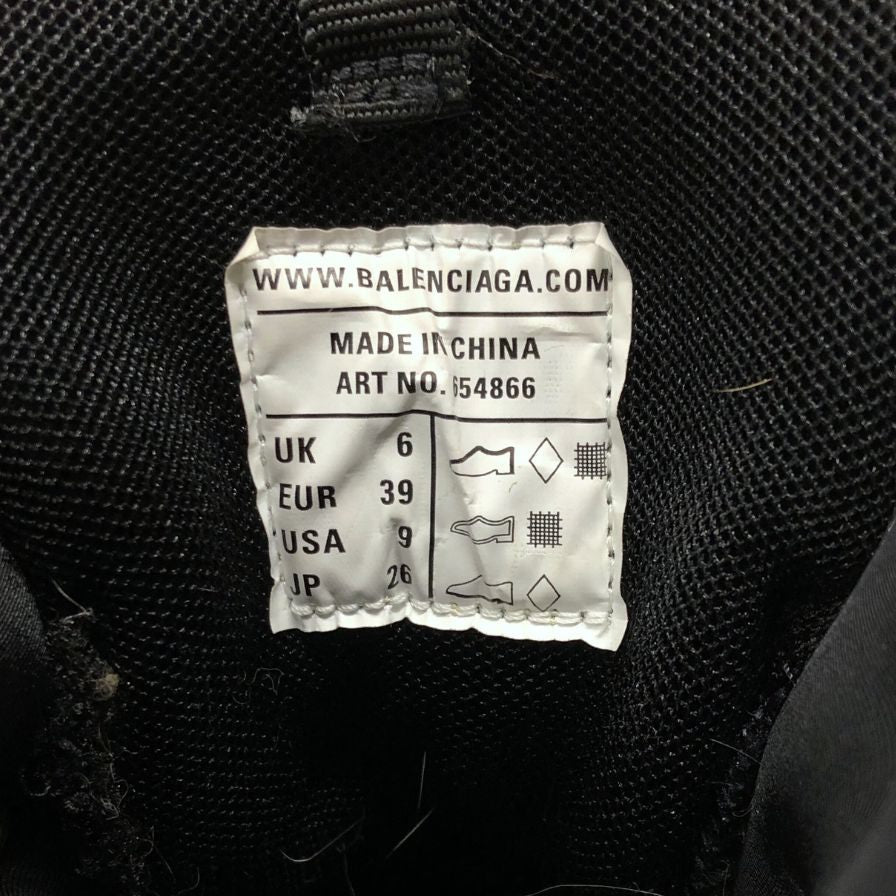 WWW.BALENCIAGA.COM
MADE IN CHINA
ART NO. 654866
UK 6
EUR 39
USA 9
JP 26